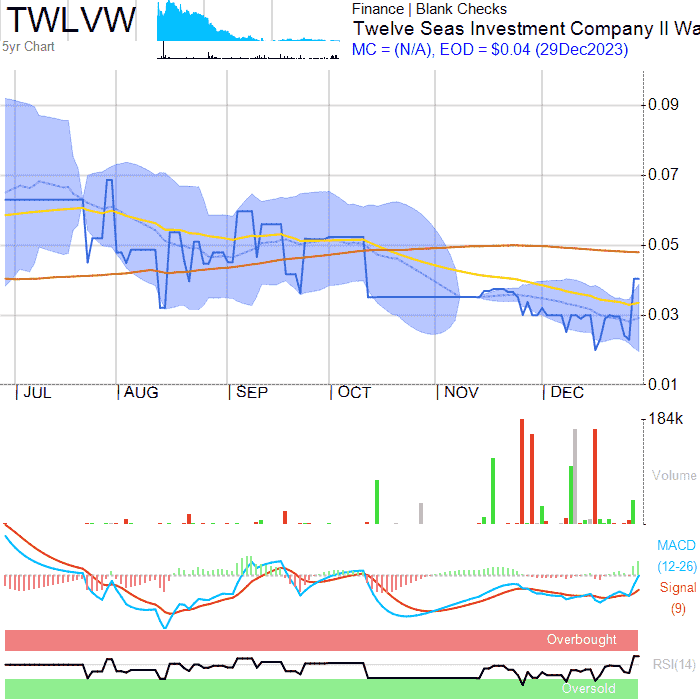 TWLVW
5yr Chart
Finance | Blank Checks
Twelve Seas Investment Company II Wa
MC = (N/A), EOD = $0.04 (29Dec2023)
0.09
0.07
0.05
0.03
0.01
JUL AUG SEP OCT NOV DEC
184k
Volume
MACD
(12-26)
Signal
(9)
Overbought
RSI(14)
Oversold